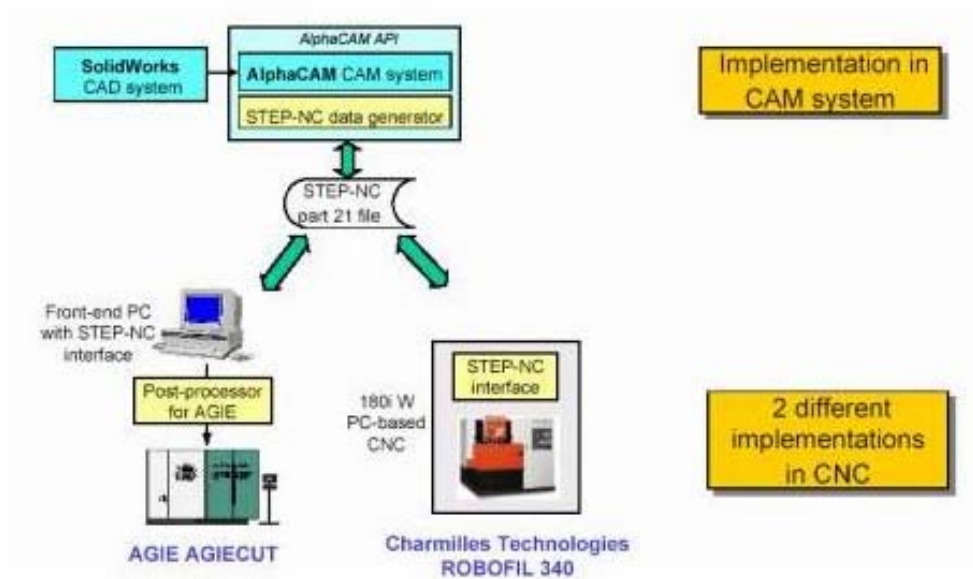 AlphaCAM API
SolidWorks
CAD system
AlphaCAM CAM system
STEP-NC data generator
Implementation in
CAM system
STEP-NC
part 21 file
Front-end PC
with STEP-NC
interface
Post-processor
for AGIE
AGIE AGIECUT
180i W
PC-based
CNC
STEP-NC
interface
Charmilles Technologies
ROBOFIL 340
2 different
implementations
in CNC